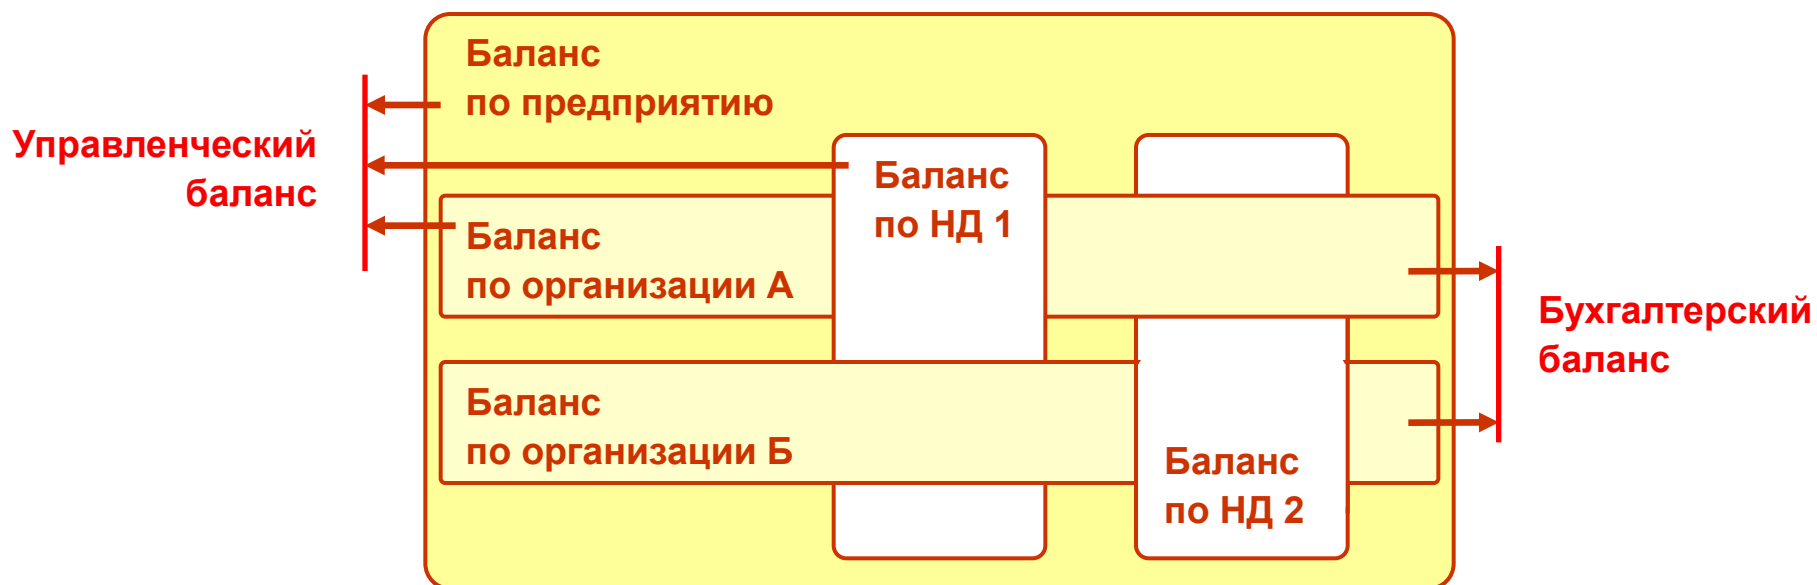 Баланс
по предприятию
Управленческий
баланс
Баланс
по НД 1
Баланс
по организации А
Бухгалтерский
баланс
Баланс
по организации Б
Баланс
по НД 2